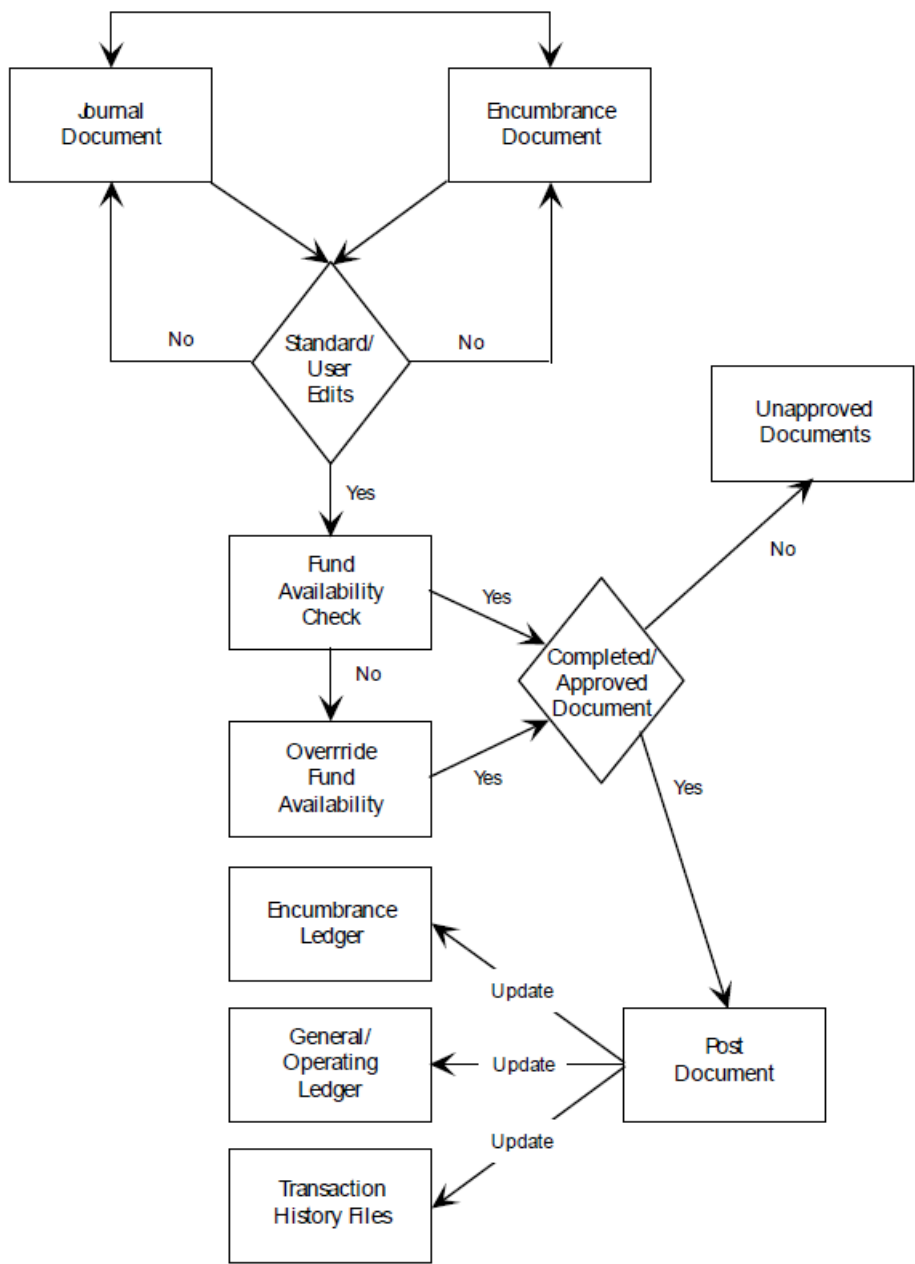 Journal
Document
Encumbrance
Document
No
Standard/
User
Edits
No
Unapproved
Documents
Yes
Fund
Availability
Check
Yes
No
Completed/
Approved
Document
No
Overrride
Fund
Availability
Yes
Yes
Encumbrance
Ledger
Update
General/
Operating
Ledger
Update
Post
Document
Update
Transaction
History Files